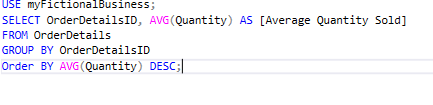 USE myFictionalBusiness;
SELECT OrderDetailsID, AVG(Quantity) AS [Average Quantity Sold]
FROM OrderDetails
GROUP BY OrderDetailsID
Order BY AVG(Quantity) DESC;